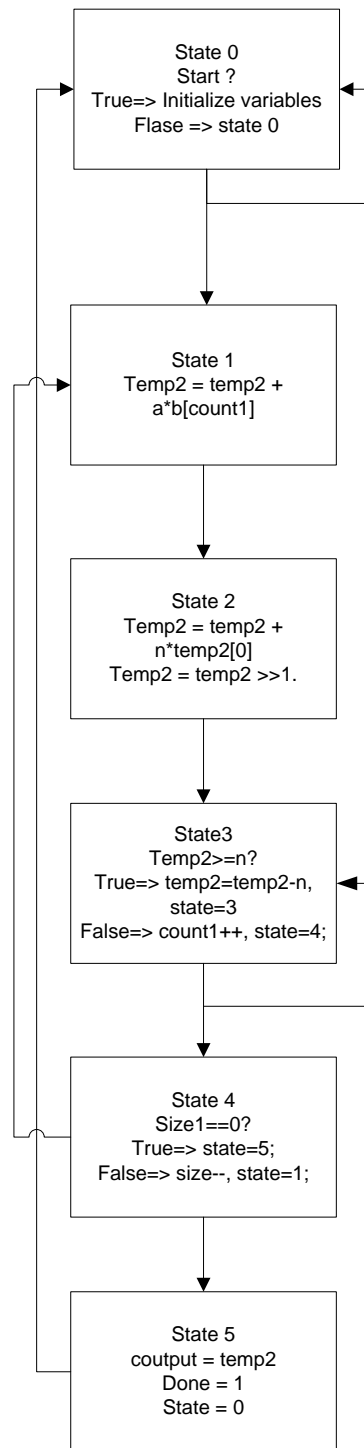 State 0
Start ?
True=> Initialize variables
Flase => state 0
State 1
Temp2 = temp2 +
a*b[count1]
State 2
Temp2 = temp2 +
n*temp2[0]
Temp2 = temp2 >>1.
State3
Temp2>=n?
True=> temp2=temp2-n,
state=3
False=> count1++, state=4;
State 4
Size1==0?
True=> state=5;
False=> size--, state=1;
State 5
coutput = temp2
Done = 1
State = 0